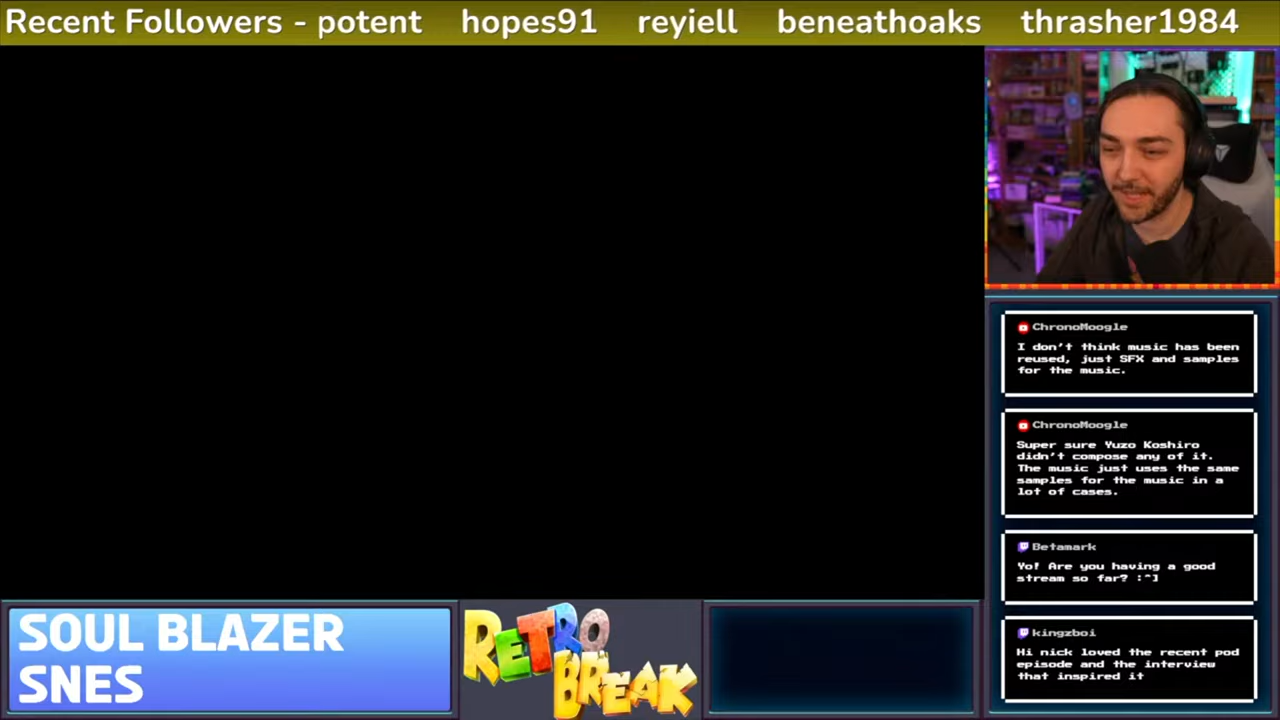 Recent Followers - potent hopes91 reyiell beneathoaks thrasher1984
ChronoMoogle
I don't think music has been
reused, just SFX and samples
for the music.
ChronoMoogle
Super sure Yuzo Koshiro
didn't compose any of it.
The music just uses the same
samples for the music in a
lot of cases.
Betamark
Yo! Are you having a good
stream so far? :^]
kingzboi
Hi nick loved the recent pod
episode and the interview
that inspired it
SOUL BLAZER
SNES
RETRO
BREAK